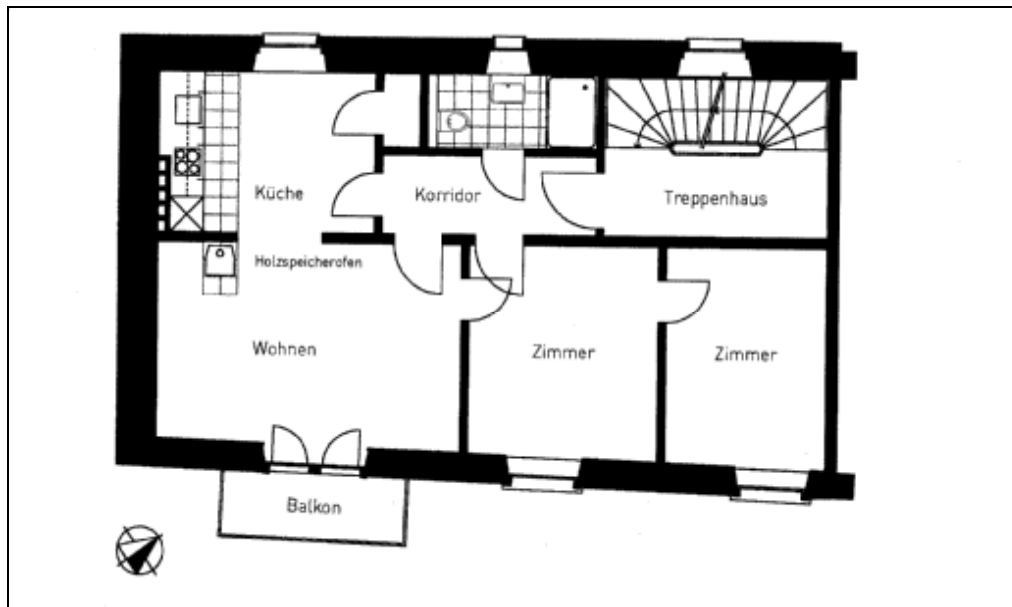 Küche
Korridor
Treppenhaus
Holzspeicherofen
Wohnen
Zimmer
Zimmer
Balkon